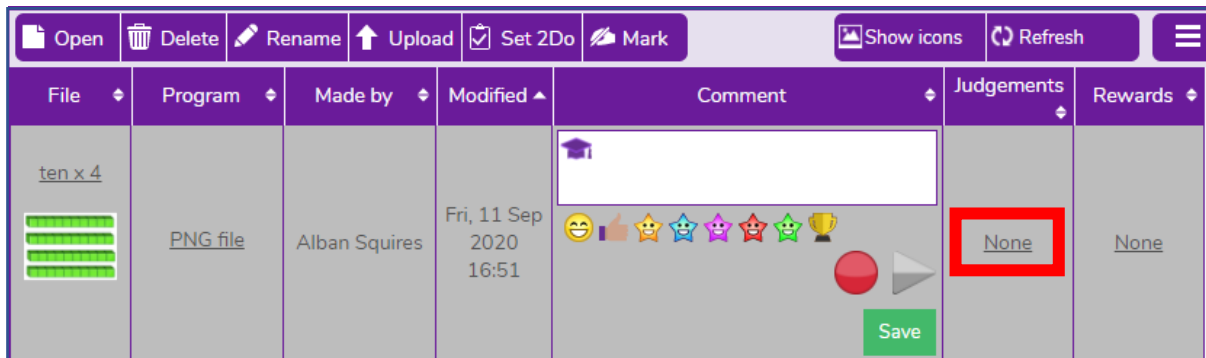 Open Delete Rename Upload Set 2Do Mark Show icons Refresh
File Program Made by Modified Comment Judgements Rewards
ten x 4
PNG file
Alban Squires
Fri, 11 Sep
2020
16:51
None
None
Save